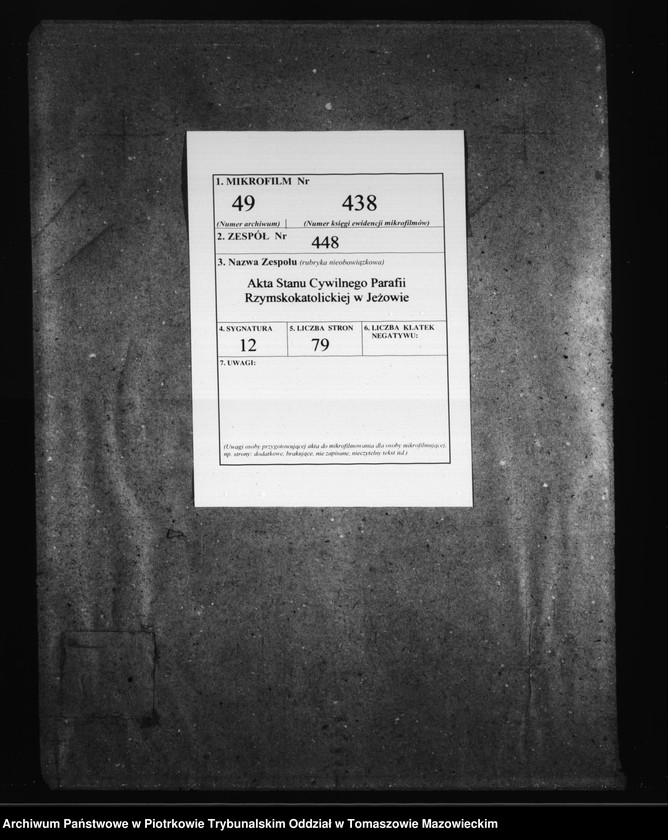 1. MIKROFILM Nr
49 438
(Numer archiwum) (Numer księgi ewidencji mikrofilmów)
2. ZESPÓŁ Nr 448
3. Nazwa Zespołu (rubryka nieobowiązkowa)
Akta Stanu Cywilnego Parafii
Rzymskokatolickiej w Jeżowie
4. SYGNATURA 5. LICZBA STRON 6. LICZBA KLATEK
NEGATYWU:
12 79
7. UWAGI:
(Uwagi osoby przygotowującej akta do mikrofilmowania dla osoby mikrofilmującej,
np. strony: dodatkowe, brakujące, nie zapisane, nieczytelny tekst itd.)
Archiwum Państwowe w Piotrkowie Trybunalskim Oddział w Tomaszowie Mazowieckim